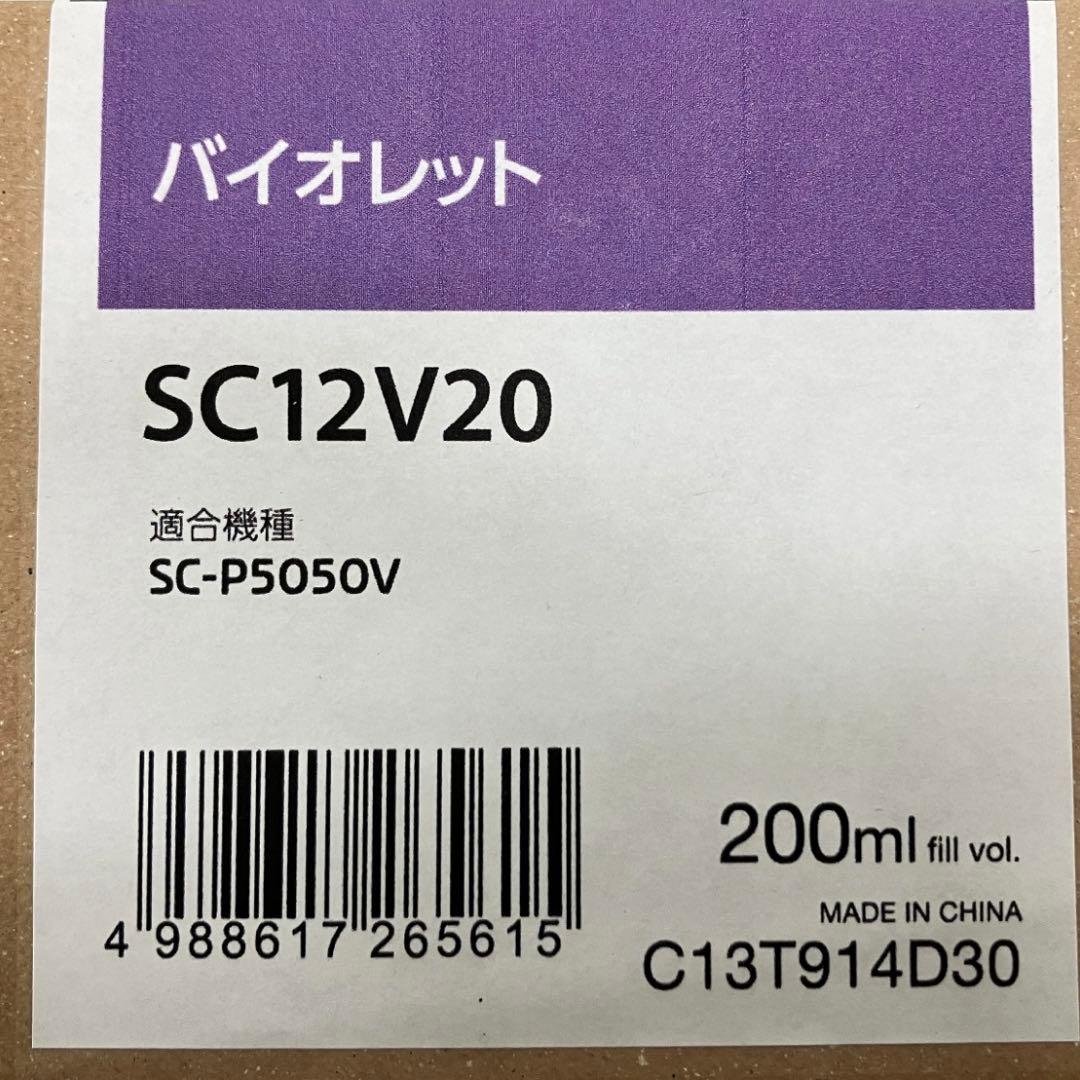 バイオレット
SC12V20
適合機種
SC-P5050V
200ml fill vol.
MADE IN CHINA
C13T914D30
4 988617 265615